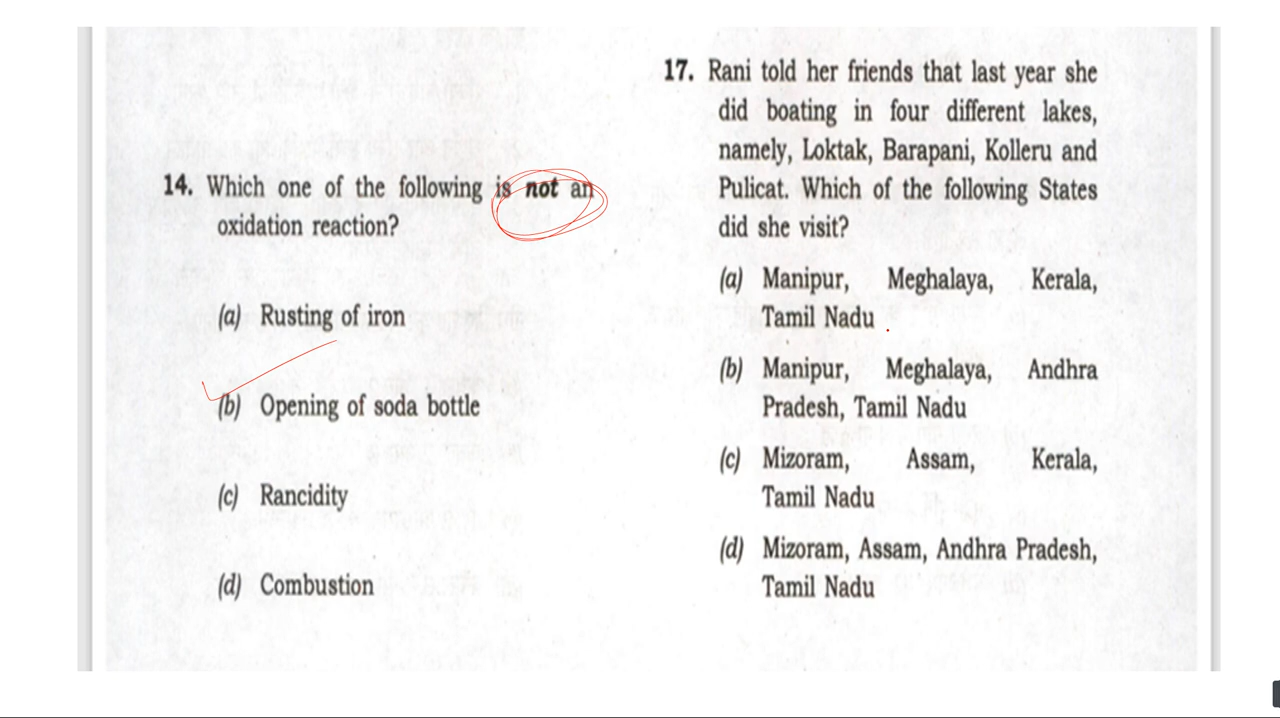 14. Which one of the following is not an
oxidation reaction?
(a) Rusting of iron
(b) Opening of soda bottle
(c) Rancidity
(d) Combustion
17. Rani told her friends that last year she
did boating in four different lakes,
namely, Loktak, Barapani, Kolleru and
Pulicat. Which of the following States
did she visit?
(a) Manipur, Meghalaya, Kerala,
Tamil Nadu
(b) Manipur, Meghalaya, Andhra
Pradesh, Tamil Nadu
(c) Mizoram, Assam, Kerala,
Tamil Nadu
(d) Mizoram, Assam, Andhra Pradesh,
Tamil Nadu